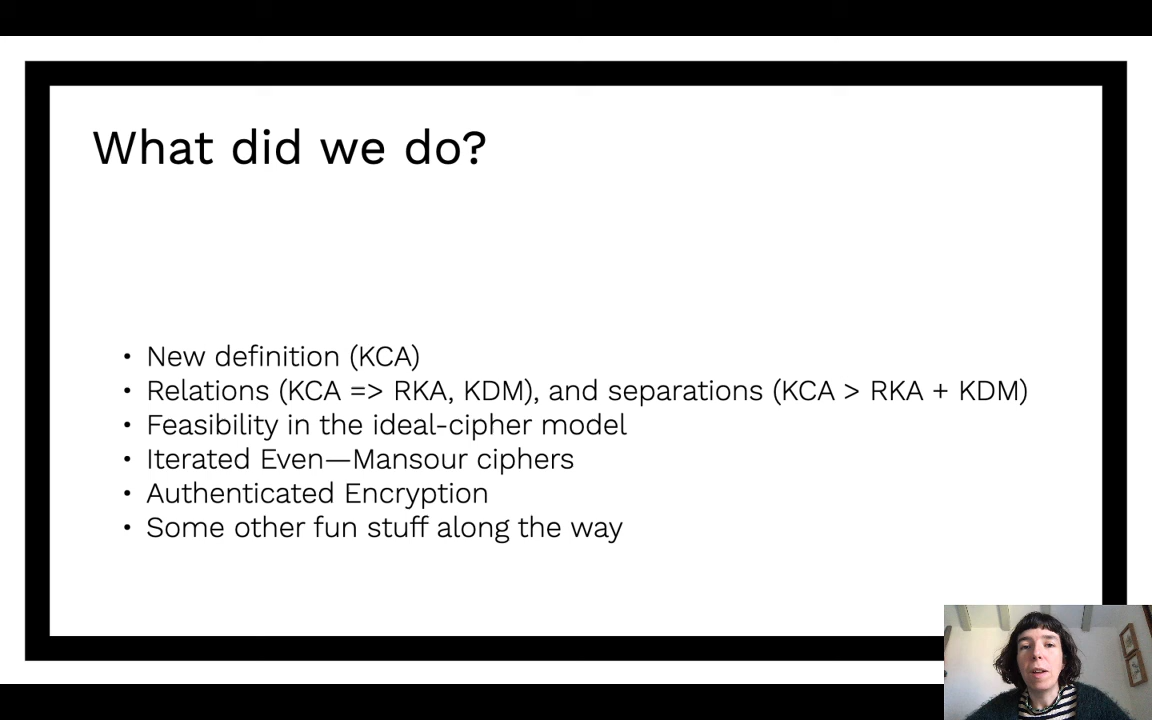 What did we do?
• New definition (KCA)
• Relations (KCA => RKA, KDM), and separations (KCA > RKA + KDM)
• Feasibility in the ideal-cipher model
• Iterated Even—Mansour ciphers
• Authenticated Encryption
• Some other fun stuff along the way